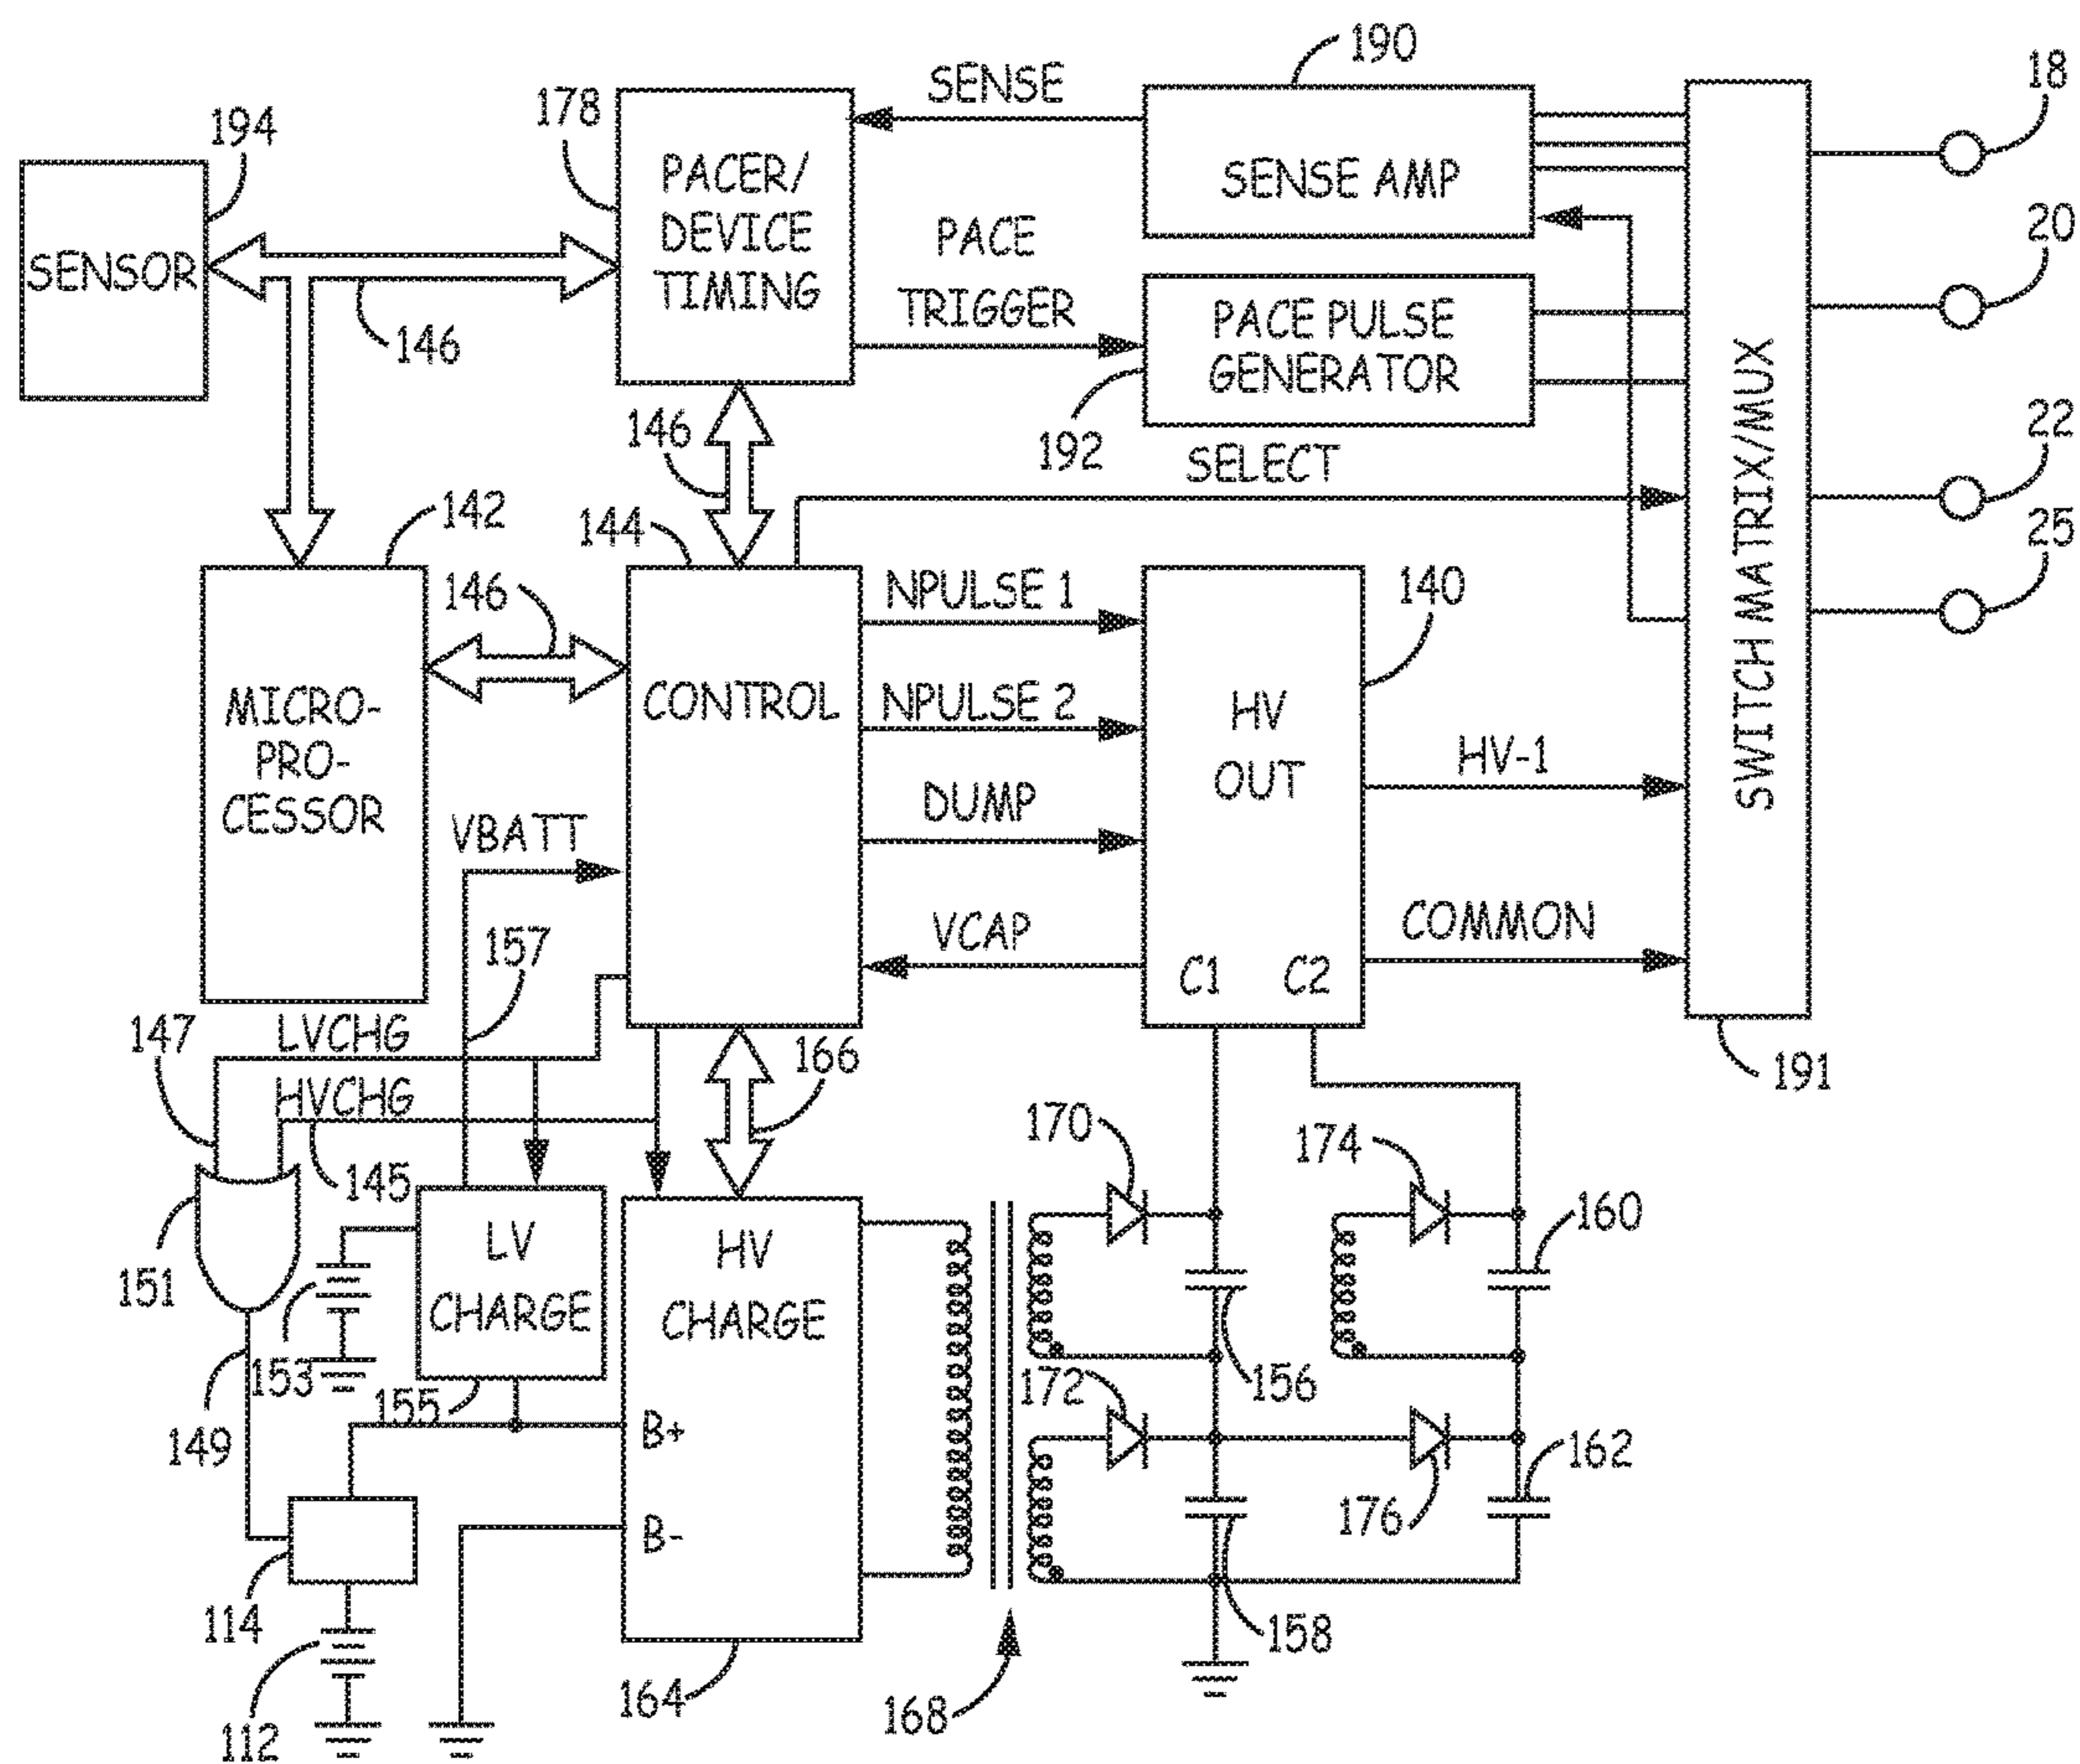 190
18
SENSE
194
178
PACER/
DEVICE
TIMING
SENSE AMP
SENSOR
PACE
TRIGGER
20
PACE PULSE
GENERATOR
146
146
192
SELECT
22
142
144
25
SWITCH MATRIX/MUX
146
NPULSE 1
140
MICRO-
PRO-
CESSOR
CONTROL
NPULSE 2
HV
OUT
HV-1
DUMP
VBATT
157
VCAP
COMMON
C1
C2
147
LVCHG
166
191
HVCHG
145
170
174
160
151
LV
CHARGE
HV
CHARGE
153
155
172
156
149
B+
162
B-
176
114
158
164
168
112